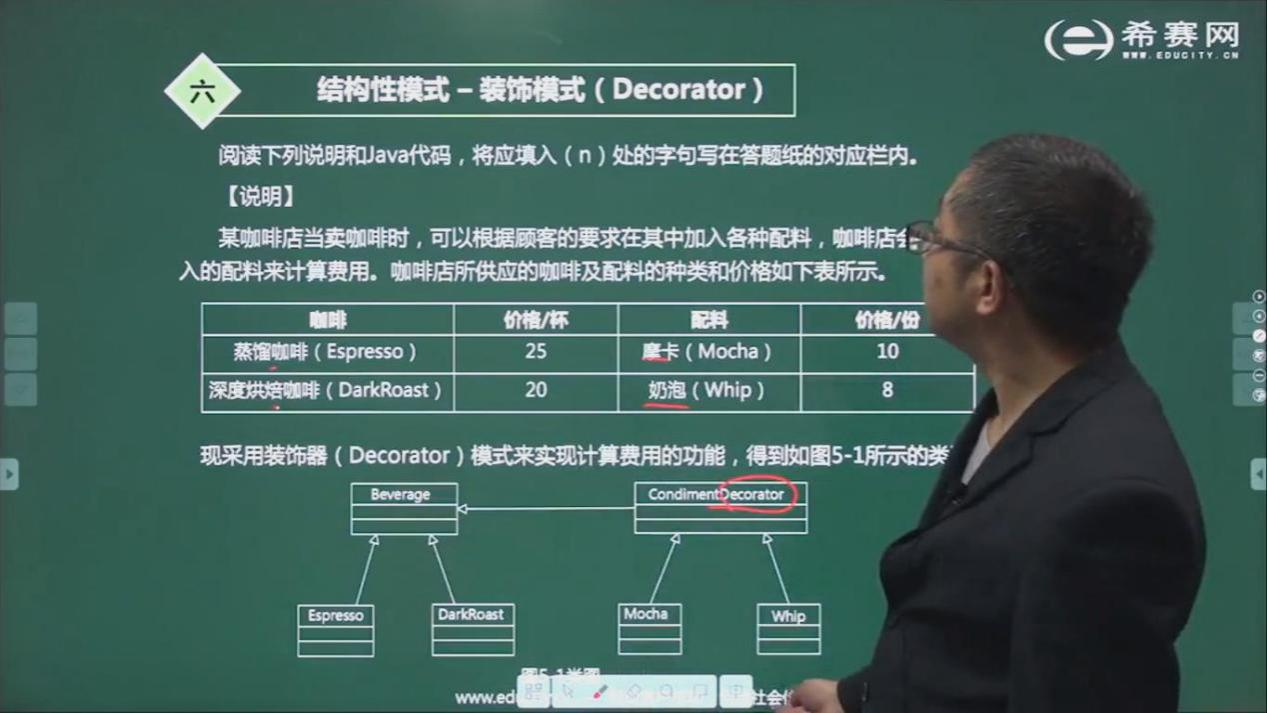 希赛网
WWW.EDUCITY.CN
六
结构性模式 – 装饰模式（Decorator）
阅读下列说明和Java代码，将应填入（n）处的字句写在答题纸的对应栏内。
【说明】
某咖啡店当卖咖啡时，可以根据顾客的要求在其中加入各种配料，咖啡店
入的配料来计算费用。咖啡店所供应的咖啡及配料的种类和价格如下表所示。
咖啡 价格/杯 配料 价格/份
蒸馏咖啡（Espresso） 25 摩卡（Mocha） 10
深度烘焙咖啡（DarkRoast） 20 奶泡（Whip） 8
现采用装饰器（Decorator）模式来实现计算费用的功能，得到如图5-1所示的类
Beverage CondimentDecorator
Espresso DarkRoast Mocha Whip
图5-1类图
www.edu 社会